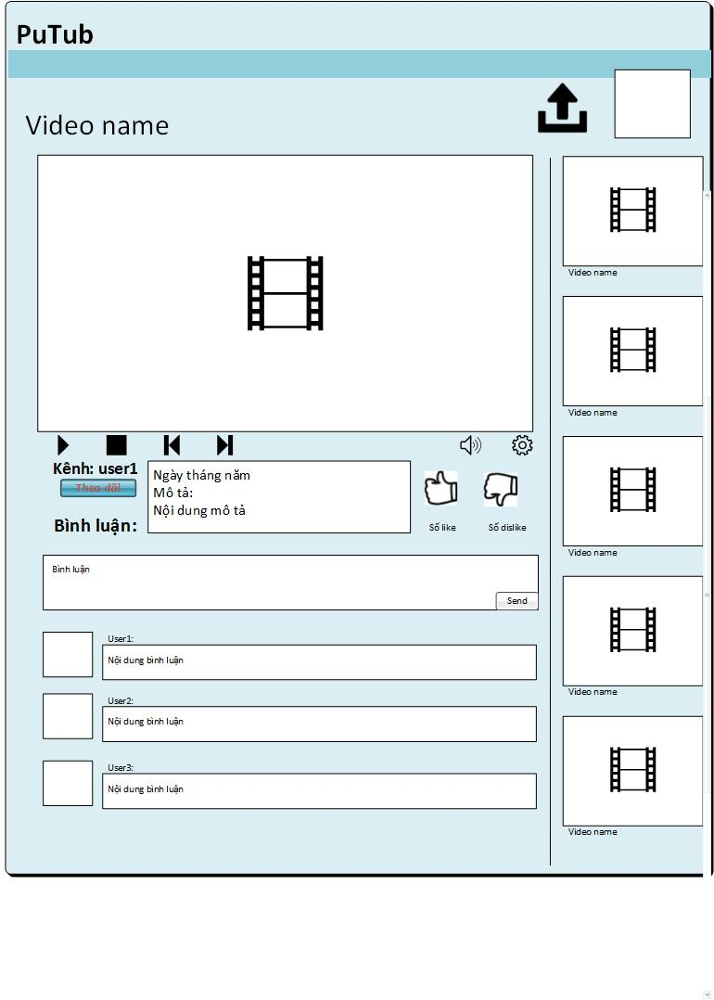 PuTub
Video name
Video name
Video name
Video name
Video name
Video name
Kênh: user1
Theo dõi
Bình luận:
Ngày tháng năm
Mô tả:
Nội dung mô tả
Số like
Số dislike
Bình luận
Send
User1:
Nội dung bình luận
User2:
Nội dung bình luận
User3:
Nội dung bình luận